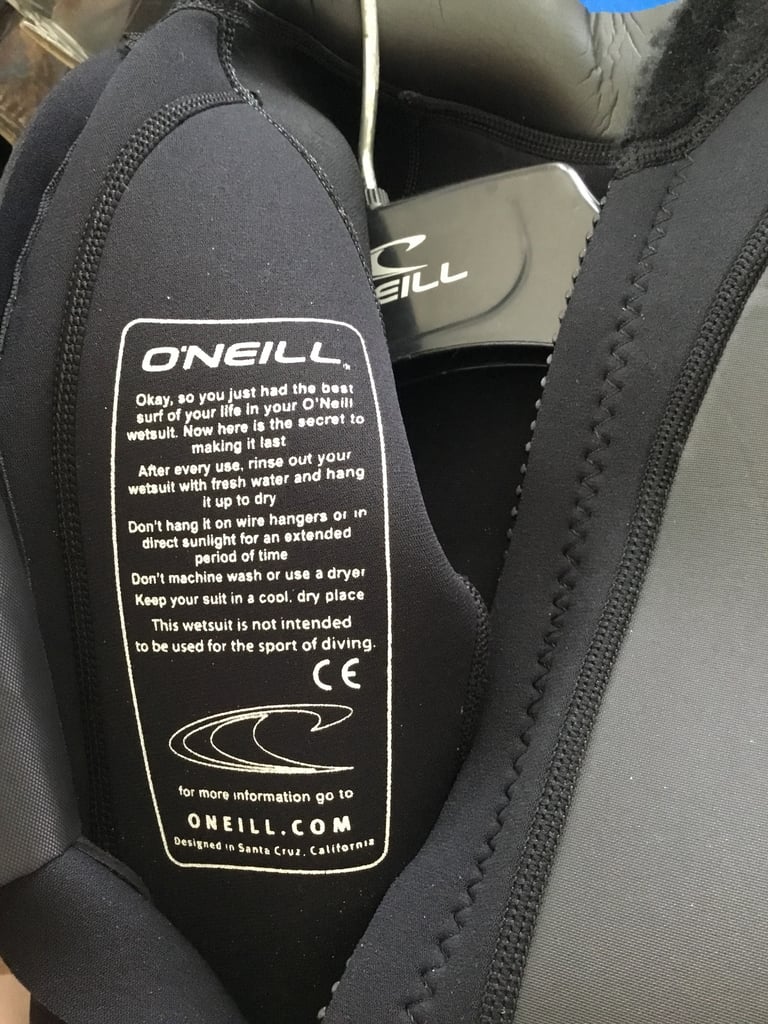 EILL
O'NEILL
Okay, so you just had the best
surf of your life in your O'Neill
wetsuit. Now here is the secret to
making it last
After every use, rinse out your
wetsuit with fresh water and hang
it up to dry
Don't hang it on wire hangers or in
direct sunlight for an extended
period of time
Don't machine wash or use a dryer
Keep your suit in a cool, dry place
This wetsuit is not intended
to be used for the sport of diving.
CE
for more information go to
ONEILL.COM
Designed in Santa Cruz, California